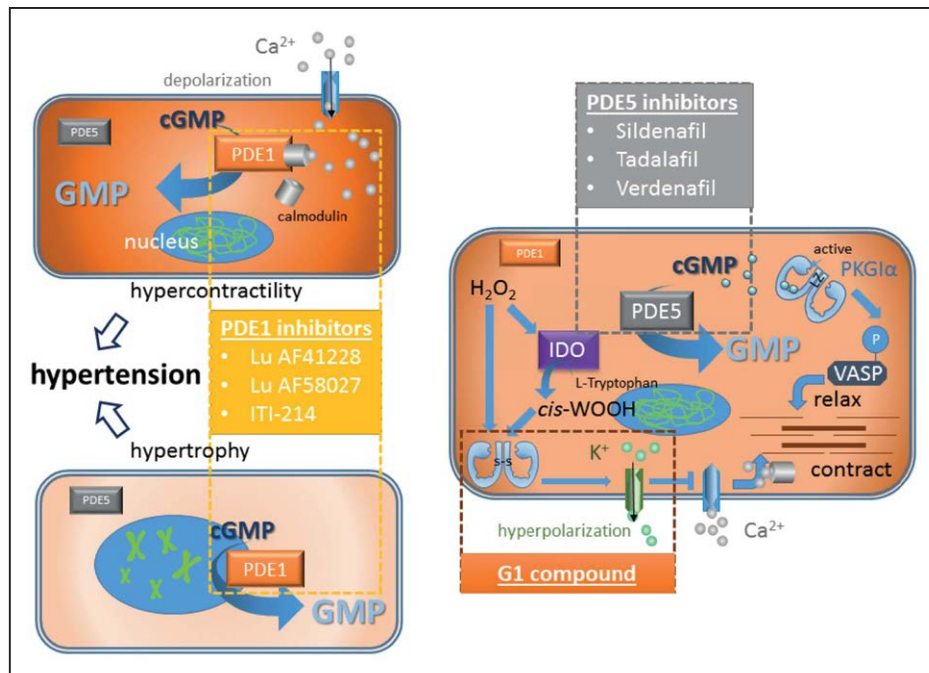 Ca2+
depolarization
PDE5
cGMP
PDE1
GMP
calmodulin
nucleus
hypercontractility
hypertension
hypertrophy
PDE1 inhibitors
• Lu AF41228
• Lu AF58027
• ITI-214
PDE5
cGMP
PDE1
GMP
PDE5 inhibitors
• Sildenafil
• Tadalafil
• Verdenafil
PDE1
H2O2
cGMP
active
PKGIα
PDE5
GMP
P
VASP
IDO
L-Tryptophan
cis-WOOH
relax
s-s
K+
contract
hyperpolarization
Ca2+
G1 compound